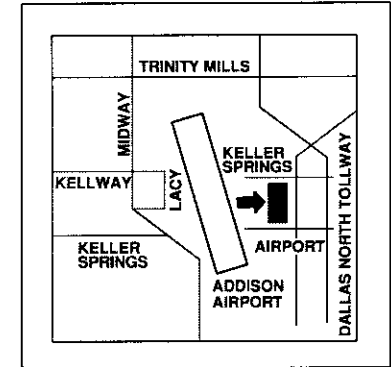 TRINITY MILLS
MIDWAY
KELLER
SPRINGS
KELLWAY
LACY
DALLAS NORTH TOLLWAY
KELLER
SPRINGS
AIRPORT
ADDISON
AIRPORT